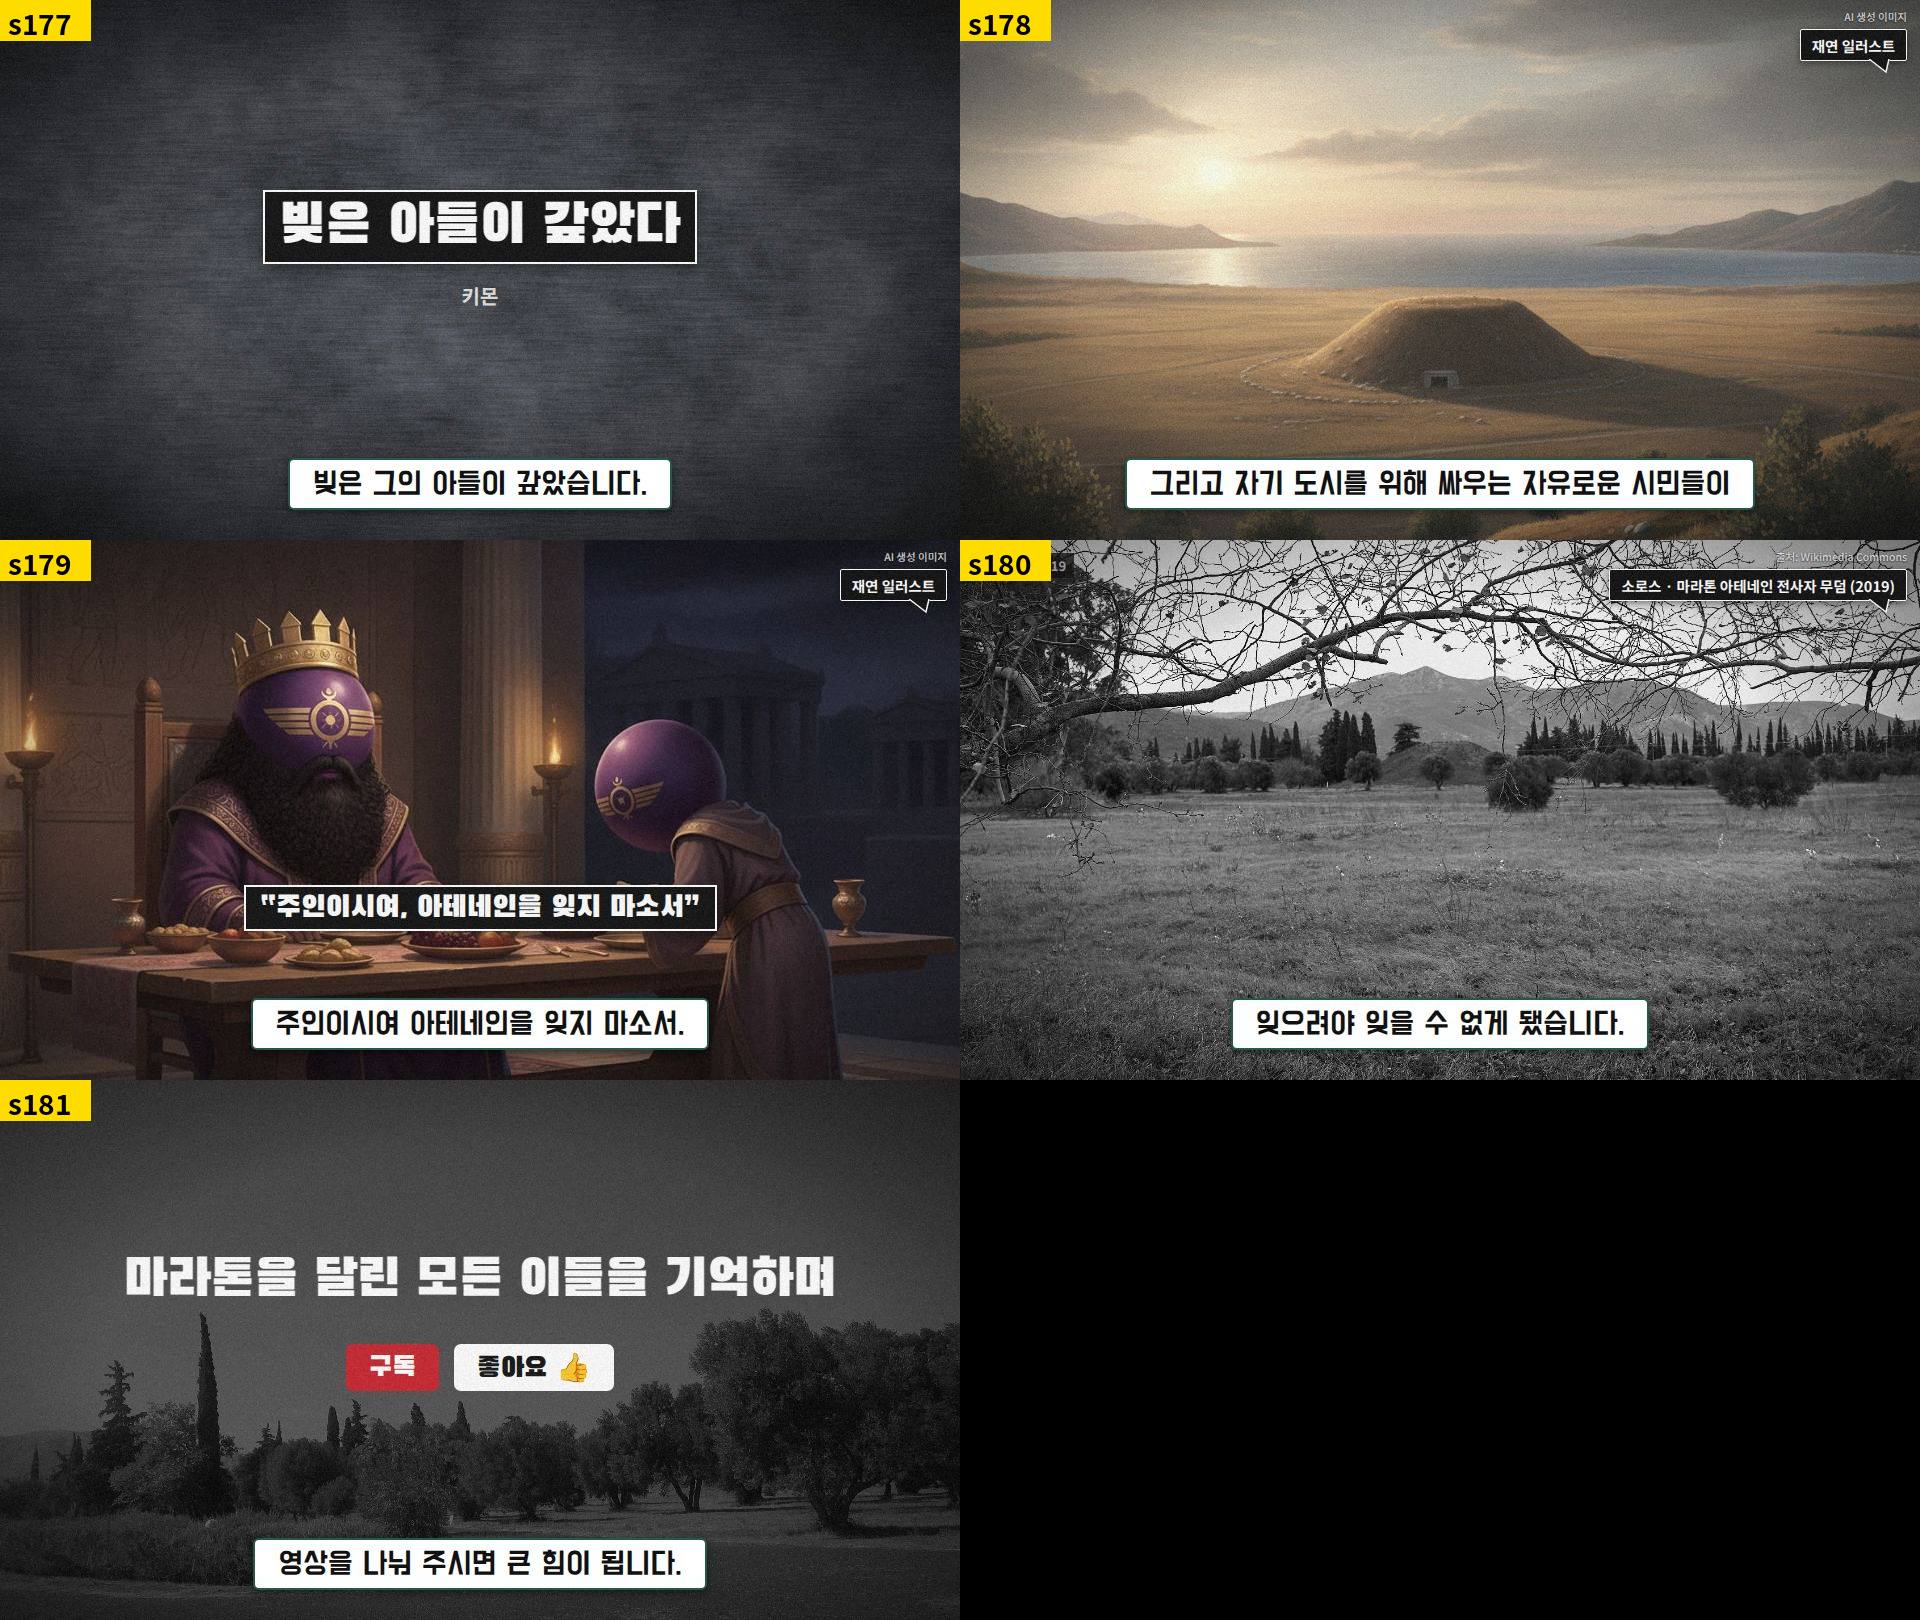 s177
빚은 아들이 갚았다
키몬
빚은 그의 아들이 갚았습니다.
s178
AI 생성 이미지
재연 일러스트
그리고 자기 도시를 위해 싸우는 자유로운 시민들이
s179
AI 생성 이미지
재연 일러스트
"주인이시여, 아테네인을 잊지 마소서"
주인이시여 아테네인을 잊지 마소서.
s180
19
출처: Wikimedia Commons
소로스 · 마라톤 아테네인 전사자 무덤 (2019)
잊으려야 잊을 수 없게 됐습니다.
s181
마라톤을 달린 모든 이들을 기억하며
구독
좋아요 👍
영상을 나눠 주시면 큰 힘이 됩니다.